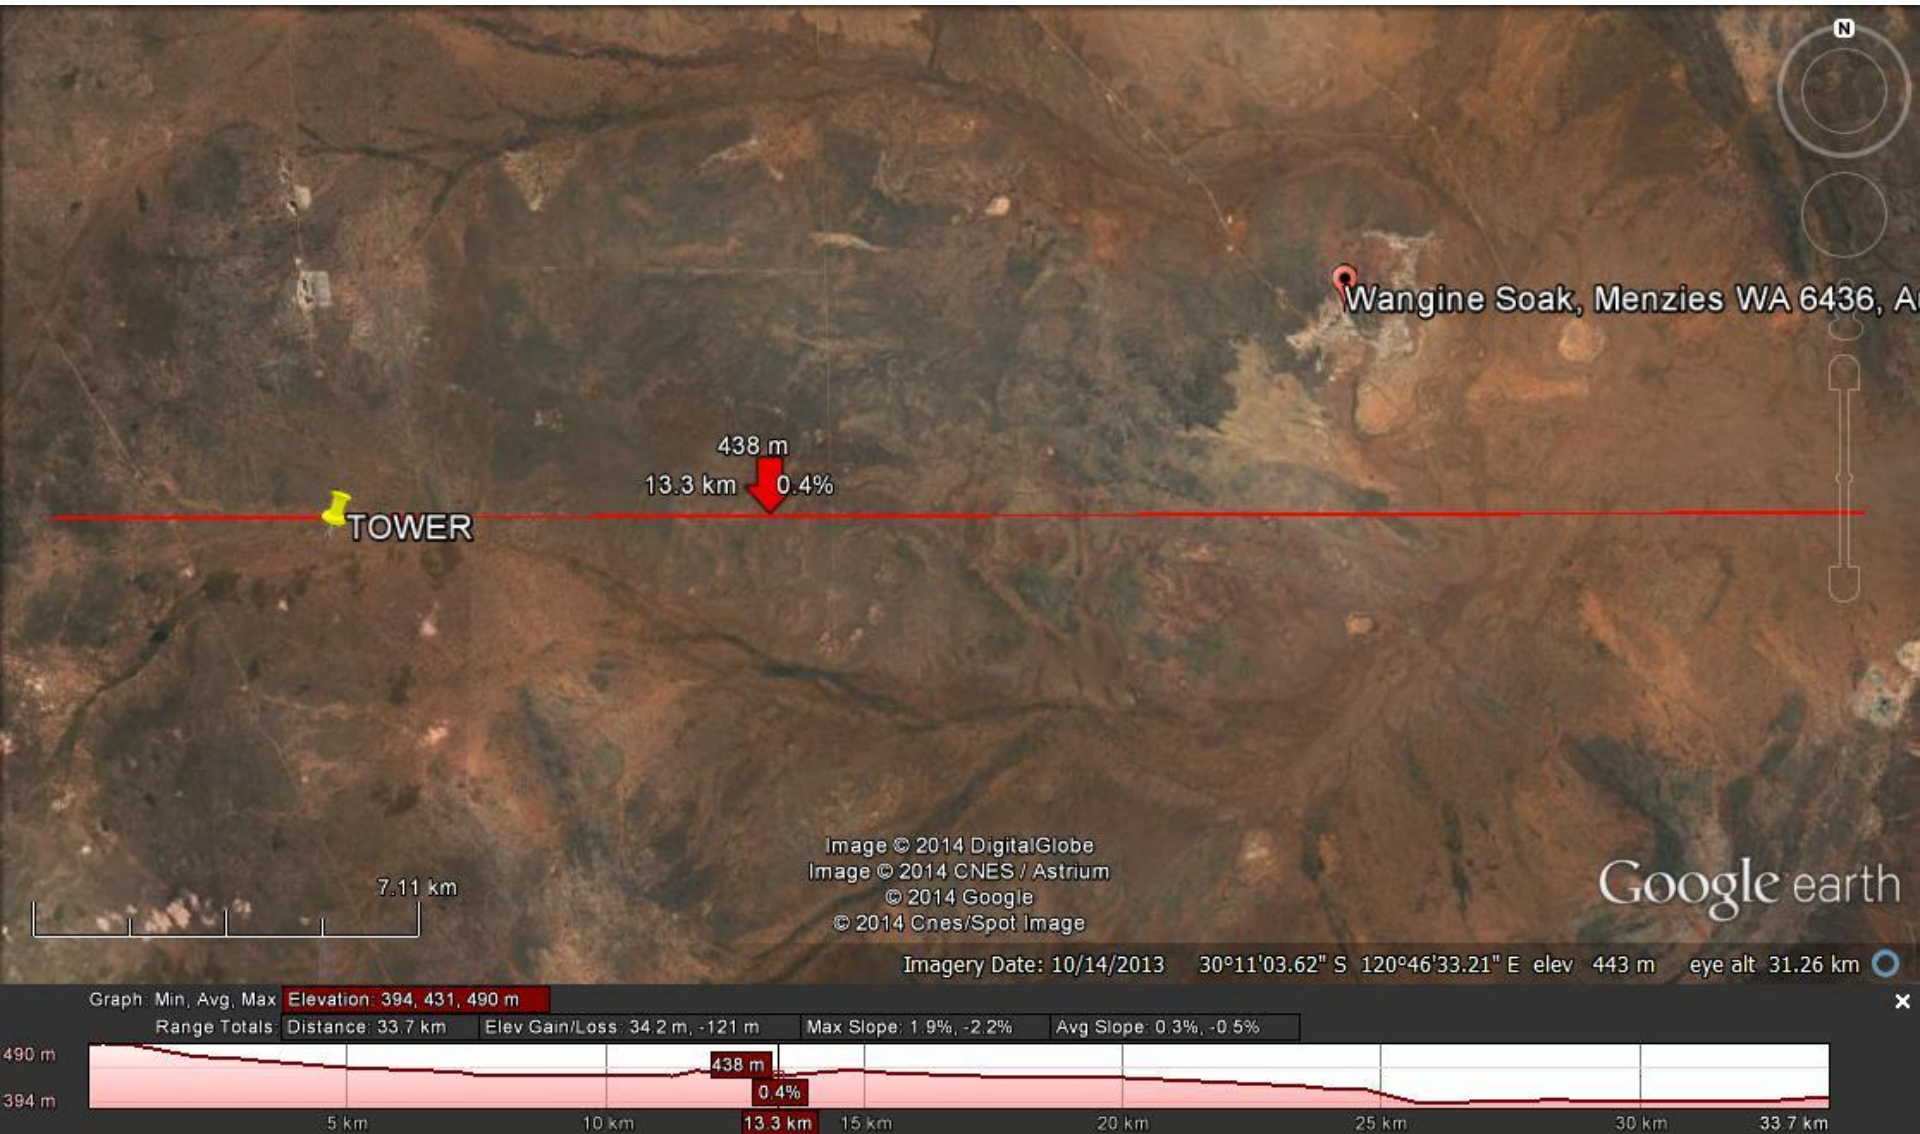 N
Wangine Soak, Menzies WA 6436, A
438 m
13.3 km 0.4%
TOWER
7.11 km
Image © 2014 DigitalGlobe
Image © 2014 CNES / Astrium
© 2014 Google
© 2014 Cnes/Spot Image
Google earth
Imagery Date: 10/14/2013 30°11'03.62" S 120°46'33.21" E elev 443 m eye alt 31.26 km
Graph: Min, Avg, Max Elevation: 394, 431, 490 m
Range Totals: Distance: 33.7 km Elev Gain/Loss: 34.2 m, -121 m Max Slope: 1.9%, -2.2% Avg Slope: 0.3%, -0.5%
490 m
438 m
0.4%
394 m
5 km 10 km 13.3 km 15 km 20 km 25 km 30 km 33.7 km